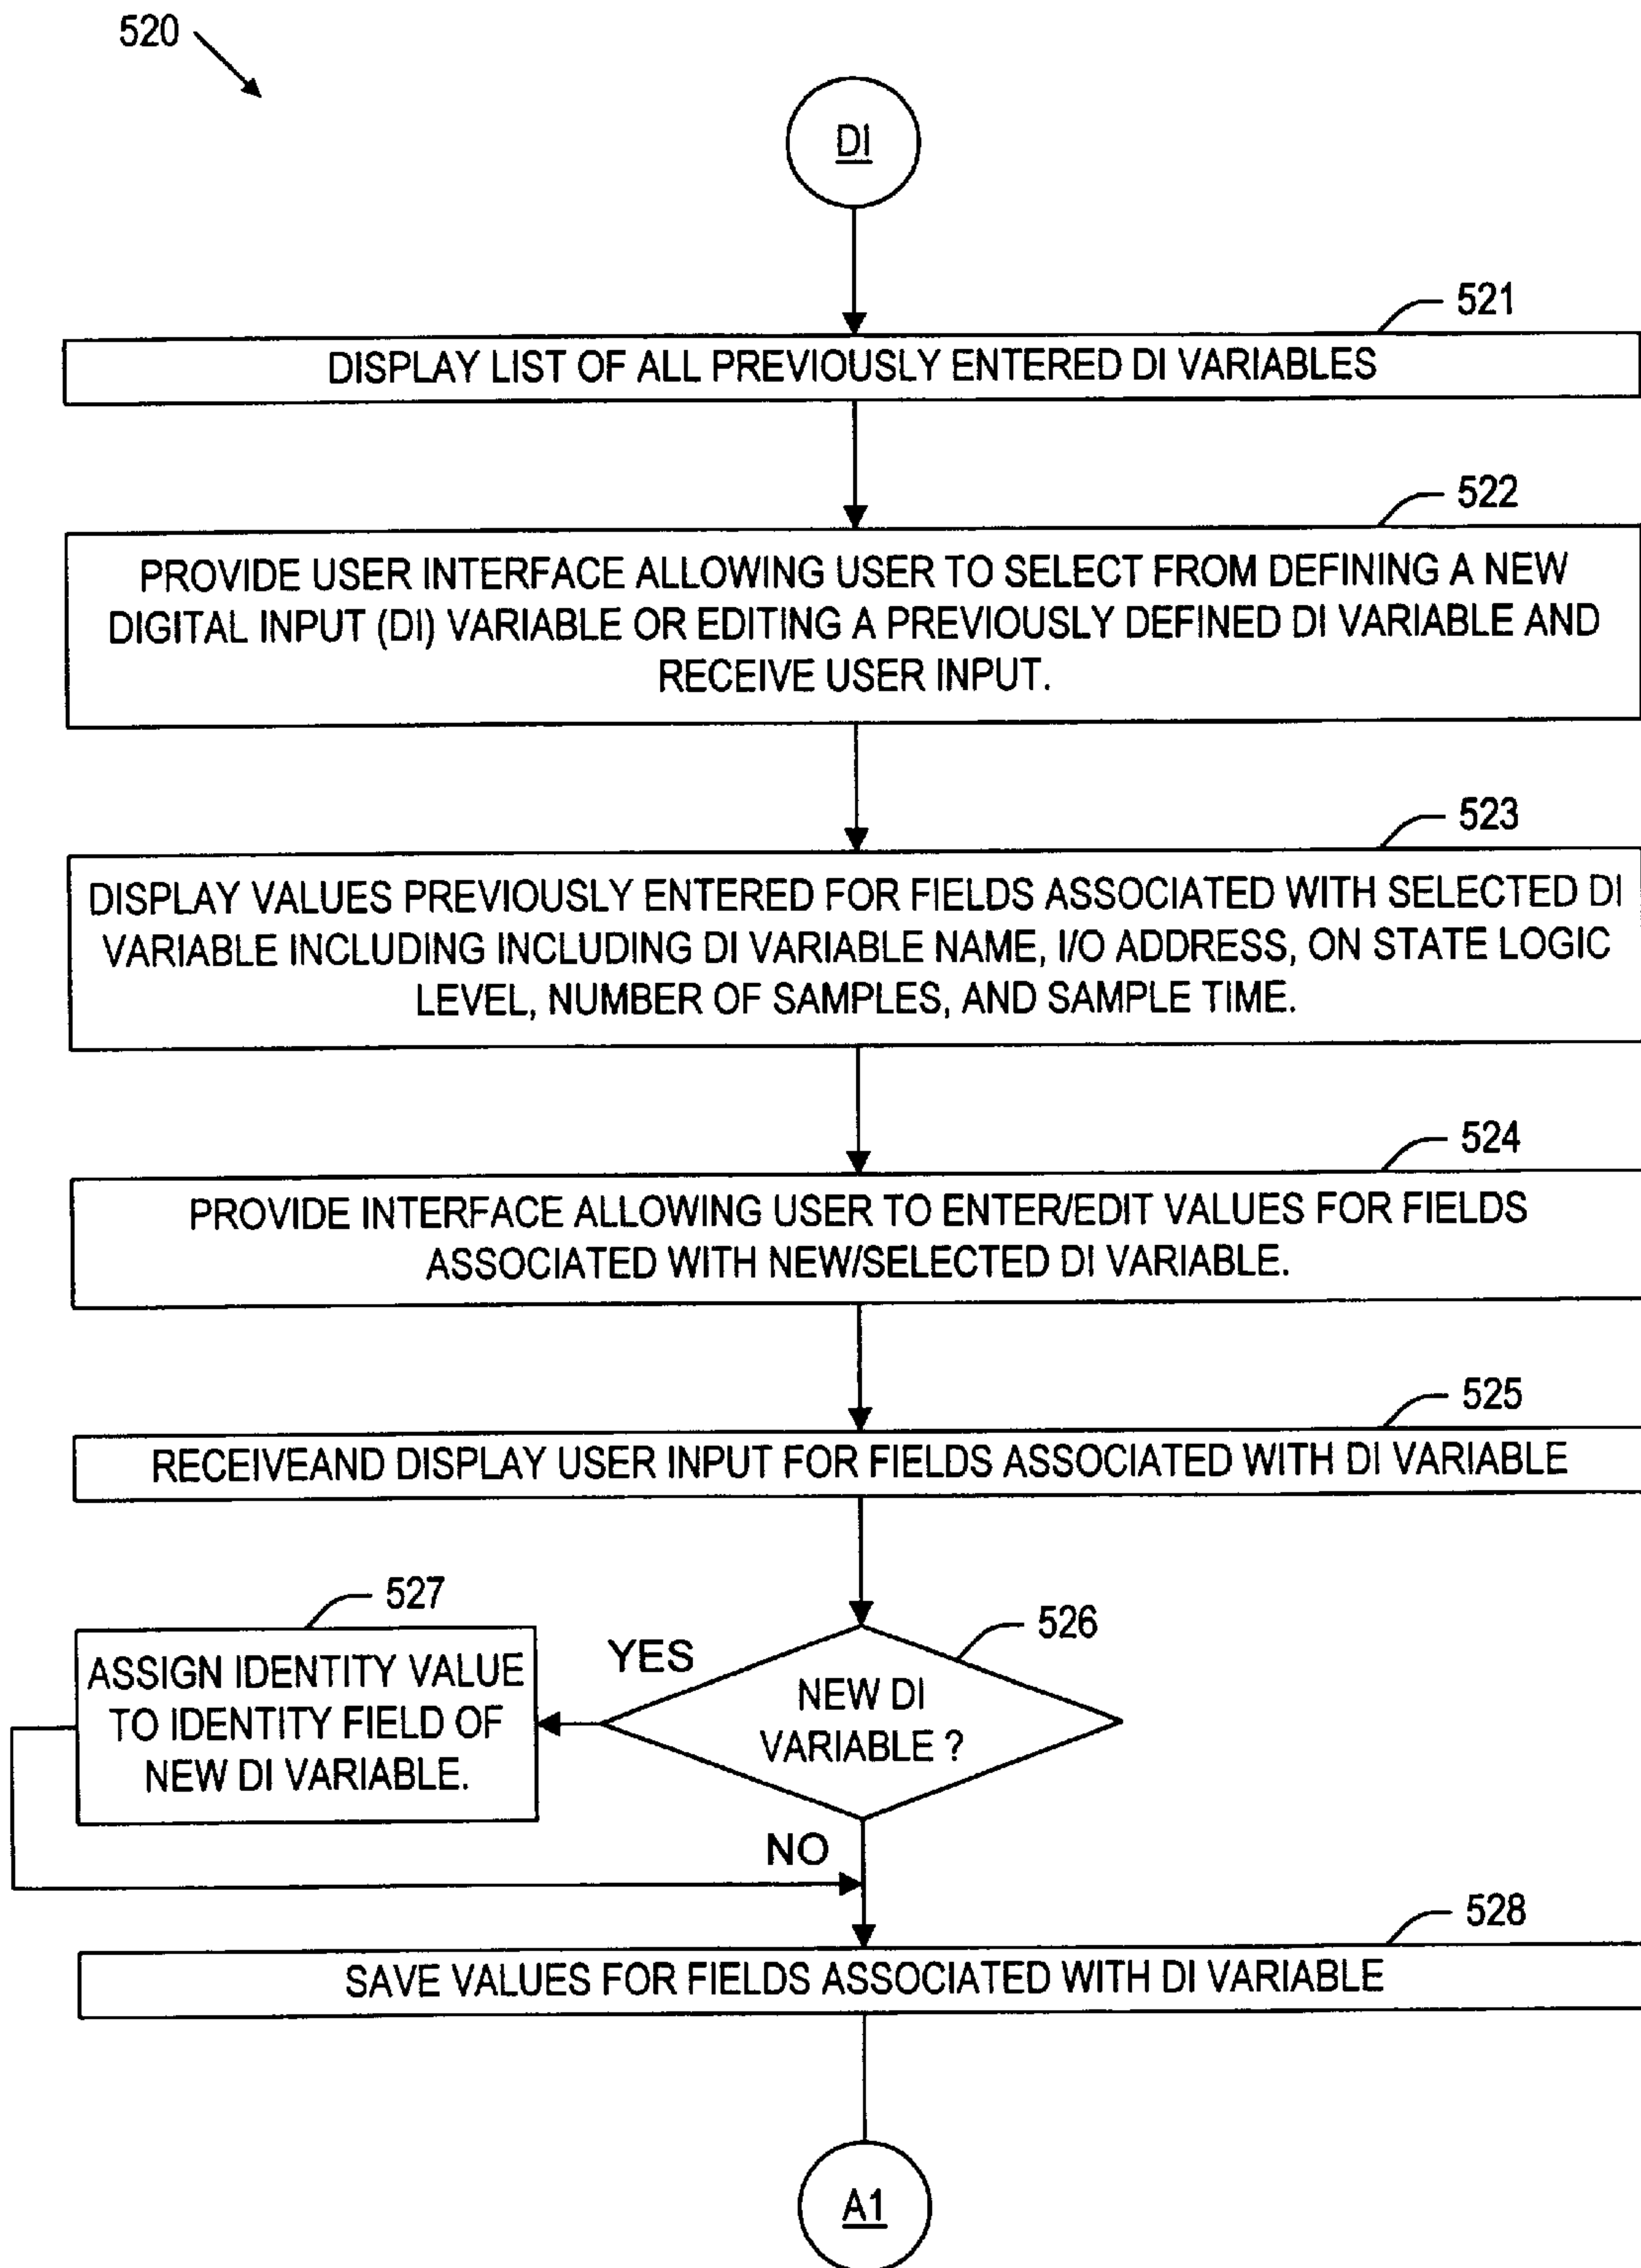 520
DI
521
DISPLAY LIST OF ALL PREVIOUSLY ENTERED DI VARIABLES
522
PROVIDE USER INTERFACE ALLOWING USER TO SELECT FROM DEFINING A NEW
DIGITAL INPUT (DI) VARIABLE OR EDITING A PREVIOUSLY DEFINED DI VARIABLE AND
RECEIVE USER INPUT.
523
DISPLAY VALUES PREVIOUSLY ENTERED FOR FIELDS ASSOCIATED WITH SELECTED DI
VARIABLE INCLUDING INCLUDING DI VARIABLE NAME, I/O ADDRESS, ON STATE LOGIC
LEVEL, NUMBER OF SAMPLES, AND SAMPLE TIME.
524
PROVIDE INTERFACE ALLOWING USER TO ENTER/EDIT VALUES FOR FIELDS
ASSOCIATED WITH NEW/SELECTED DI VARIABLE.
525
RECEIVEAND DISPLAY USER INPUT FOR FIELDS ASSOCIATED WITH DI VARIABLE
527
526
YES
ASSIGN IDENTITY VALUE
TO IDENTITY FIELD OF
NEW DI VARIABLE.
NEW DI
VARIABLE ?
NO
528
SAVE VALUES FOR FIELDS ASSOCIATED WITH DI VARIABLE
A1